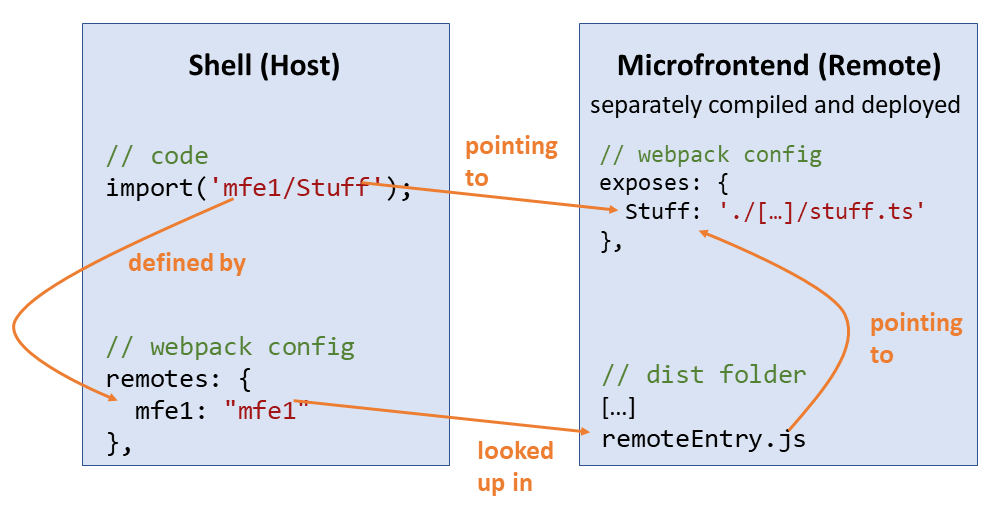 Shell (Host)
// code
import('mfe1/Stuff');
defined by
// webpack config
remotes: {
mfe1: "mfe1"
},
pointing
to
looked
up in
Microfrontend (Remote)
separately compiled and deployed
// webpack config
exposes: {
Stuff: './[…]/stuff.ts'
},
pointing
to
// dist folder
[…]
remoteEntry.js